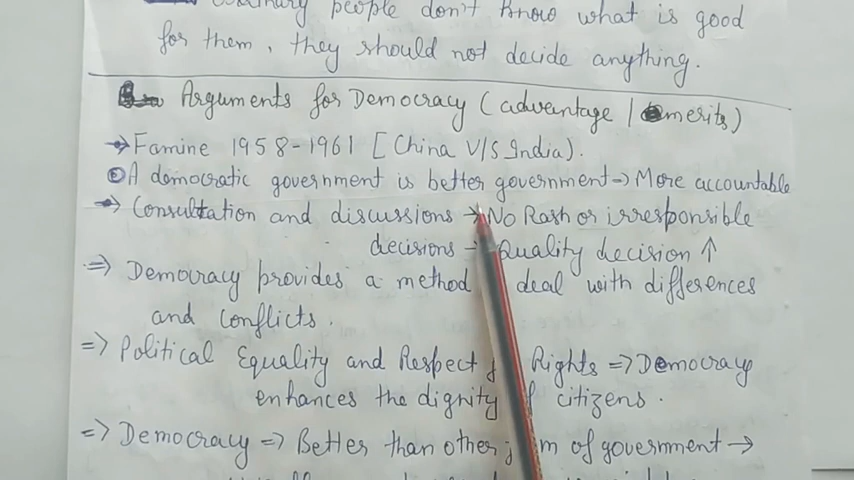 ordinary people don't know what is good
for them, they should not decide anything.
Arguments for Democracy (advantage / merits)
→ Famine 1958-1961 [China V/S India).
A democratic government is better government → More accountable
→ Consultation and discussions → No Rash or irresponsible
decisions → Quality decision ↑
⇒ Democracy provides a method deal with differences
and conflicts.
⇒ Political Equality and Respect Rights ⇒ Democracy
enhances the dignity of citizens.
⇒ Democracy ⇒ Better than other of government →